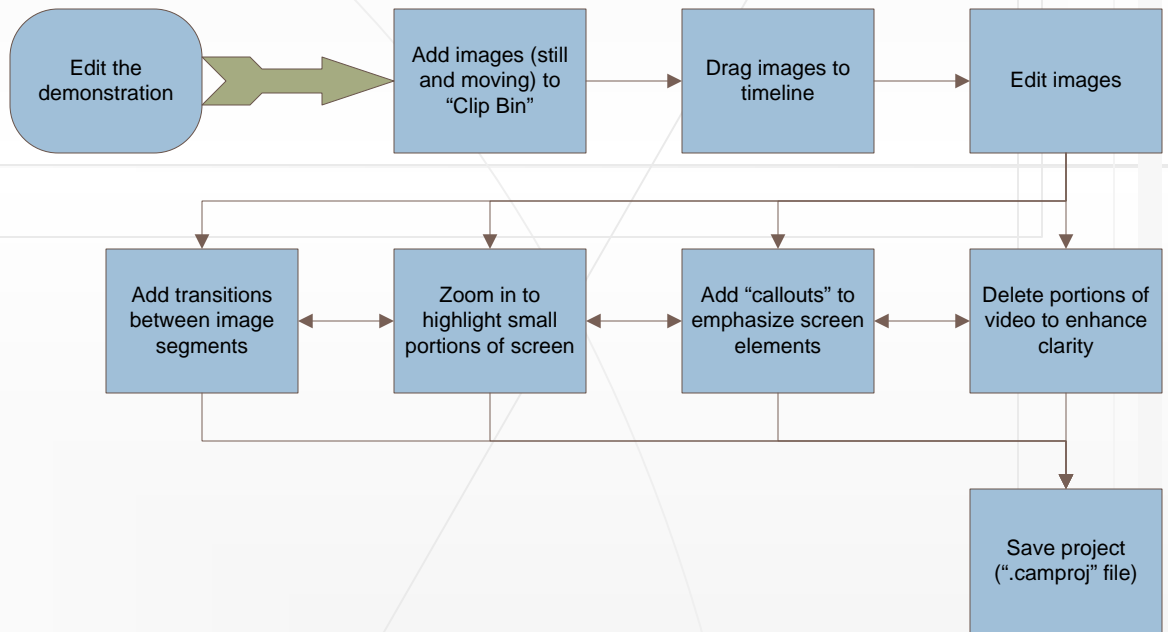 Edit the
demonstration
Add images (still
and moving) to
“Clip Bin”
Drag images to
timeline
Edit images
Add transitions
between image
segments
Zoom in to
highlight small
portions of screen
Add “callouts” to
emphasize screen
elements
Delete portions of
video to enhance
clarity
Save project
(“.camproj” file)